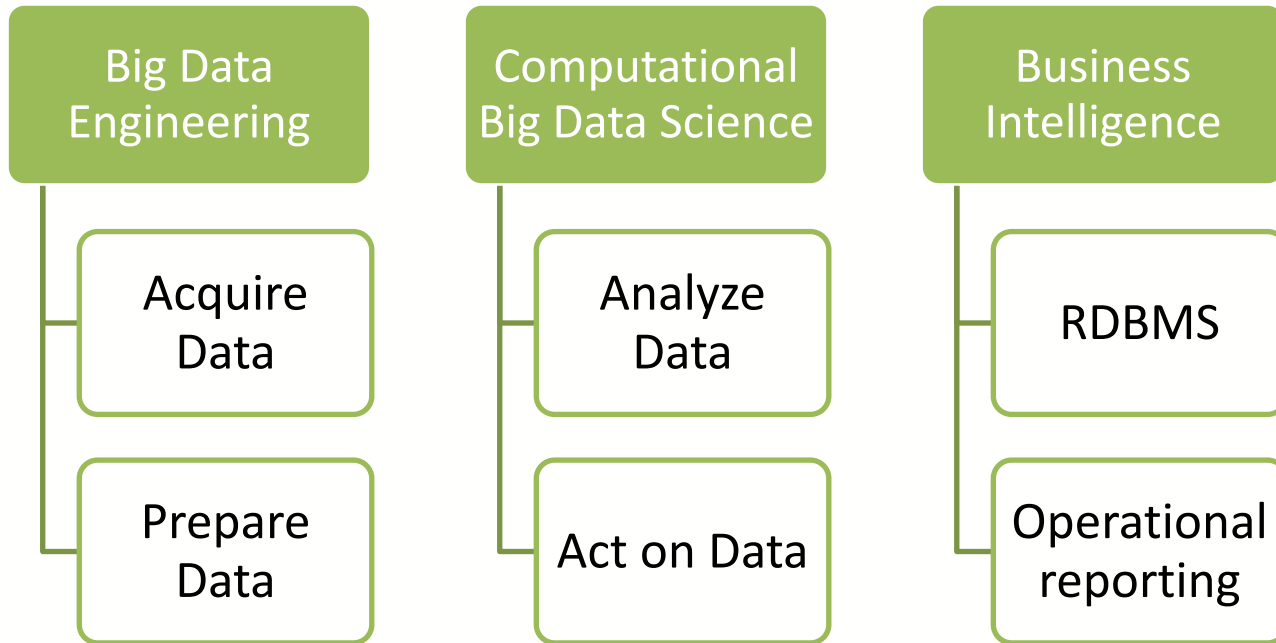 Big Data
Engineering
Acquire
Data
Prepare
Data
Computational
Big Data Science
Analyze
Data
Act on Data
Business
Intelligence
RDBMS
Operational
reporting